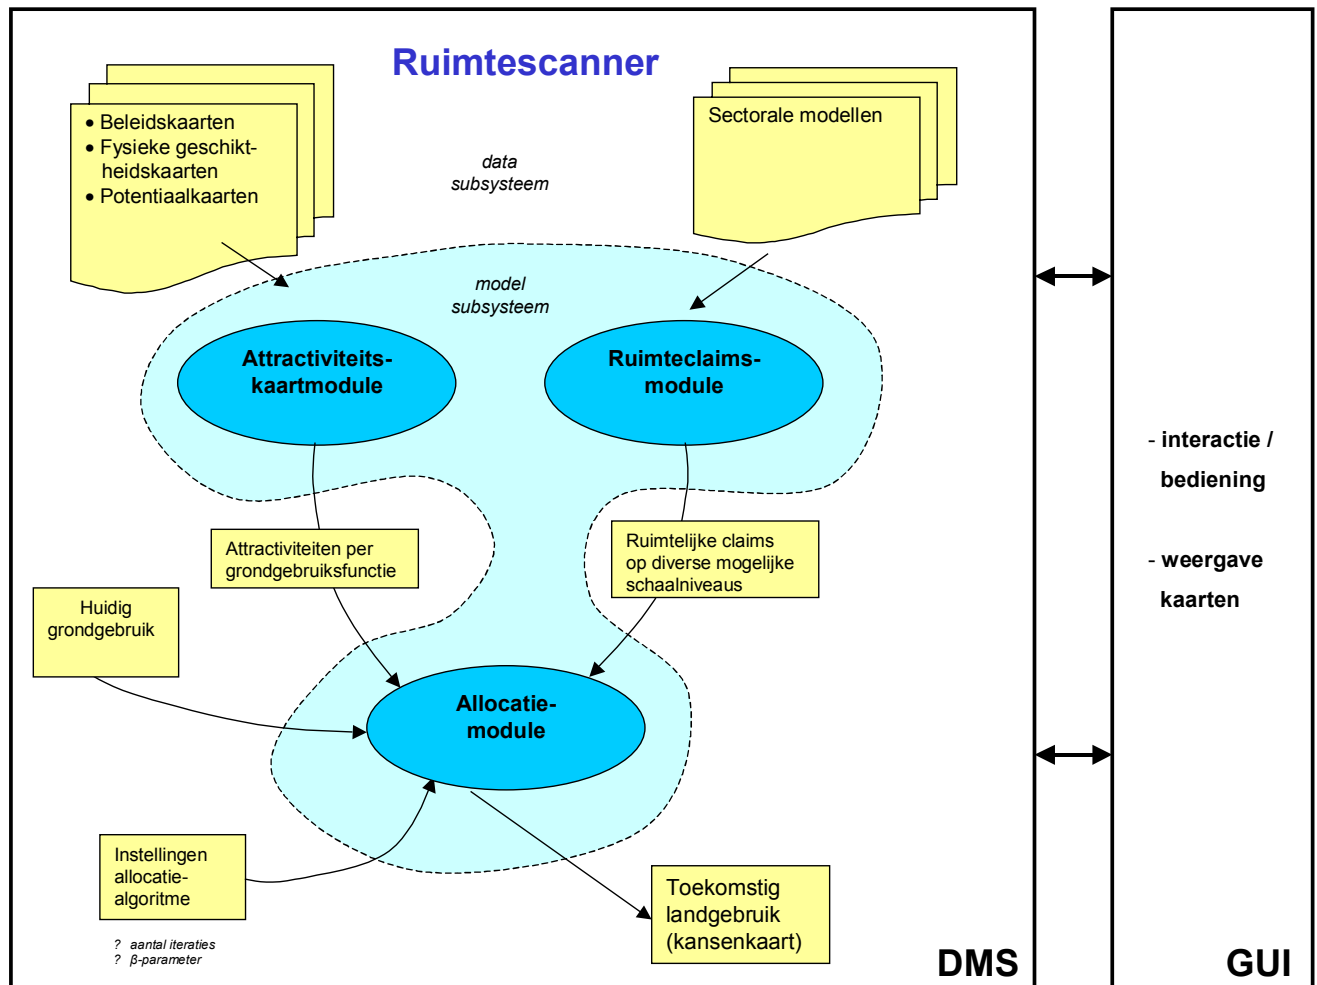 Ruimtescanner
• Beleidskaarten
• Fysieke geschikt-
heidskaarten
• Potentiaalkaarten
Sectorale modellen
data
subsysteem
model
subsysteem
Attractiviteits-
kaartmodule
Ruimteclaims-
module
Attractiviteiten per
grondgebruiksfunctie
Ruimtelijke claims
op diverse mogelijke
schaalniveaus
Huidig
grondgebruik
Allocatie-
module
Instellingen
allocatie-
algoritme
? aantal iteraties
? β-parameter
Toekomstig
landgebruik
(kansenkaart)
DMS
- interactie /
bediening
- weergave
kaarten
GUI